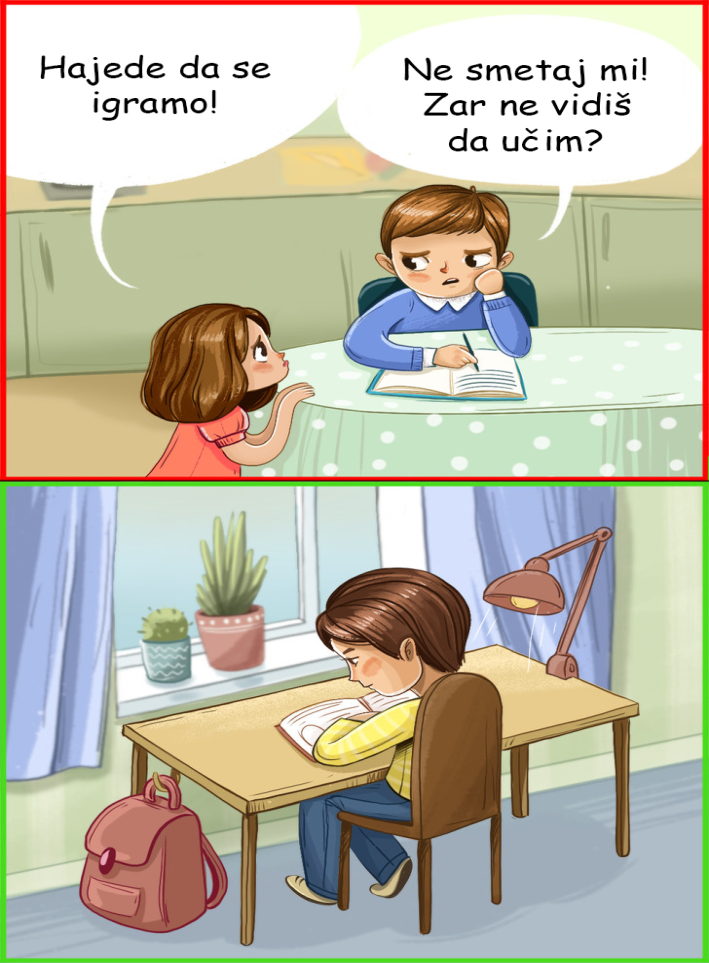 Hajede da se
igramo!
Ne smetaj mi!
Zar ne vidiš
da učim?